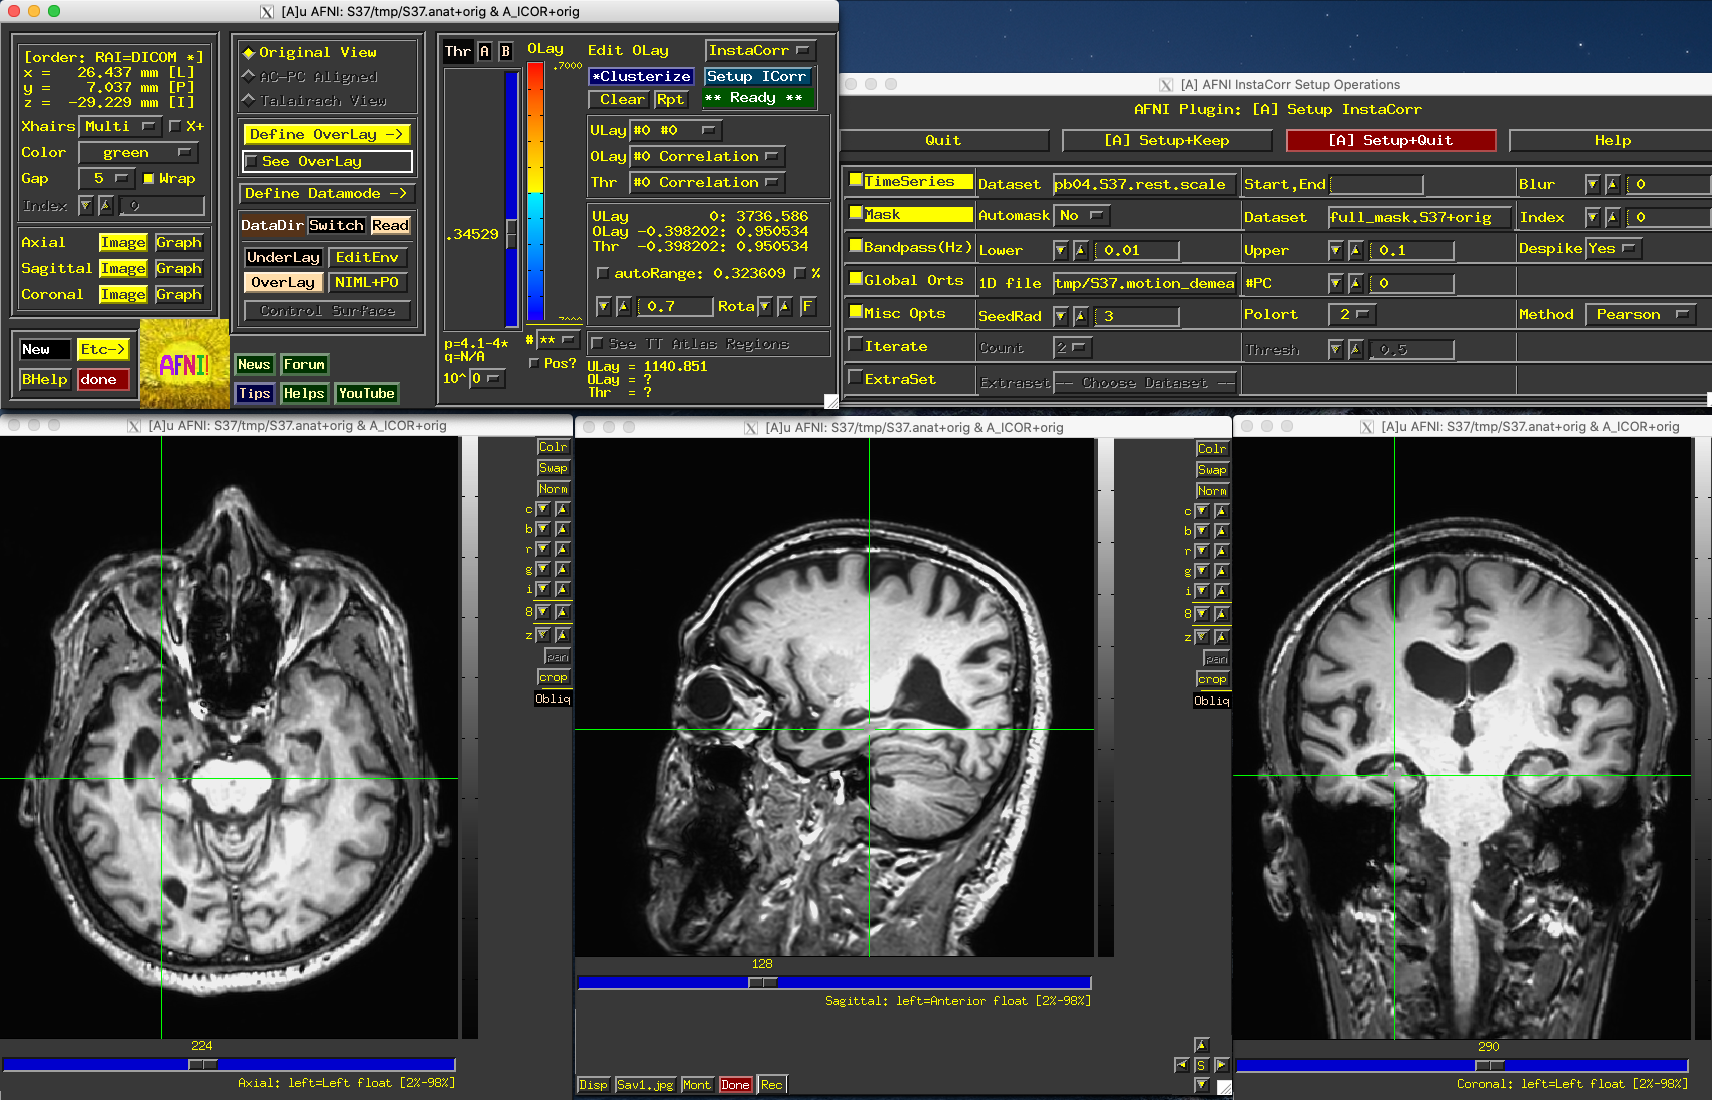 [A]u AFNI: S37/tmp/S37.anat+orig & A_ICOR+orig
[order: RAI=DICOM *]
x = 26.437 mm [L]
y = 7.037 mm [P]
z = -29.229 mm [I]
Xhairs Multi X+
Color green
Gap 5 Wrap
Index 0
Axial Image Graph
Sagittal Image Graph
Coronal Image Graph
New Etc->
BHelp done
AFNI!
Original View
AC-PC Aligned
Talairach View
Define OverLay ->
See OverLay
Define Datamode ->
DataDir Switch Read
UnderLay EditEnv
OverLay NIML+PO
Control Surface
News Forum
Tips Helps YouTube
Thr A B
.34529
p=4.1-4*
q=N/A
10^ 0
OLay
.7000
# **
Pos?
Edit OLay InstaCorr
*Clusterize Setup ICorr
Clear Rpt ** Ready **
ULay #0 #0
OLay #0 Correlation
Thr #0 Correlation
ULay 0: 3736.586
OLay -0.398202: 0.950534
Thr -0.398202: 0.950534
autoRange: 0.323609 %
0.7 Rota F
See TT Atlas Regions
ULay = 1140.851
OLay = ?
Thr = ?
[A] AFNI InstaCorr Setup Operations
AFNI Plugin: [A] Setup InstaCorr
Quit [A] Setup+Keep [A] Setup+Quit Help
TimeSeries Dataset pb04.S37.rest.scale Start,End Blur 0
Mask Automask No Dataset full_mask.S37+orig Index 0
Bandpass(Hz) Lower 0.01 Upper 0.1 Despike Yes
Global Orts 1D file tmp/S37.motion_demea #PC 0
Misc Opts SeedRad 3 Polort 2 Method Pearson
Iterate Count 2 Thresh 0.5
ExtraSet Extraset -- Choose Dataset --
[A]u AFNI: S37/tmp/S37.anat+orig & A_ICOR+orig
Colr
Swap
Norm
c
b
r
g
i
8
z
pan
crop
Obliq
224
Axial: left=Left float [2%-98%]
[A]u AFNI: S37/tmp/S37.anat+orig & A_ICOR+orig
Colr
Swap
Norm
c
b
r
g
i
8
z
pan
crop
Obliq
128
Sagittal: left=Anterior float [2%-98%]
S
Disp Sav1.jpg Mont Done Rec
[A]u AFNI: S37/tmp/S37.anat+orig & A_ICOR+orig
290
Coronal: left=Left float [2%-98%]